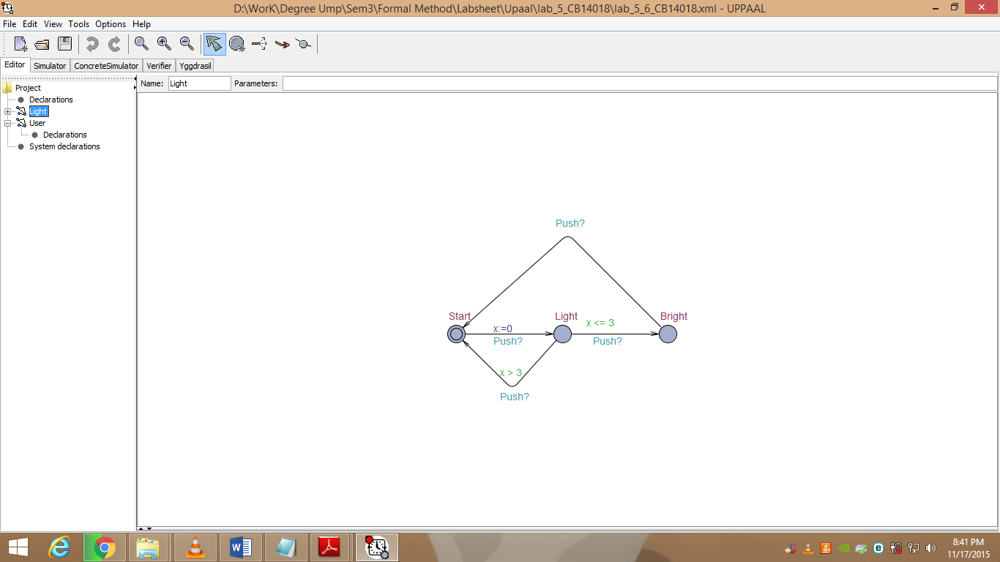 D:\WorK\Degree Ump\Sem3\Formal Method\Labsheet\Upaal\lab_5_CB14018\lab_5_6_CB14018.xml - UPPAAL
File Edit View Tools Options Help
Editor Simulator ConcreteSimulator Verifier Yggdrasil
Name: Light Parameters:
Project
Declarations
Light
User
Declarations
System declarations
Push?
Start Light Bright
x:=0 x <= 3
Push? Push?
x > 3
Push?
8:41 PM
11/17/2015